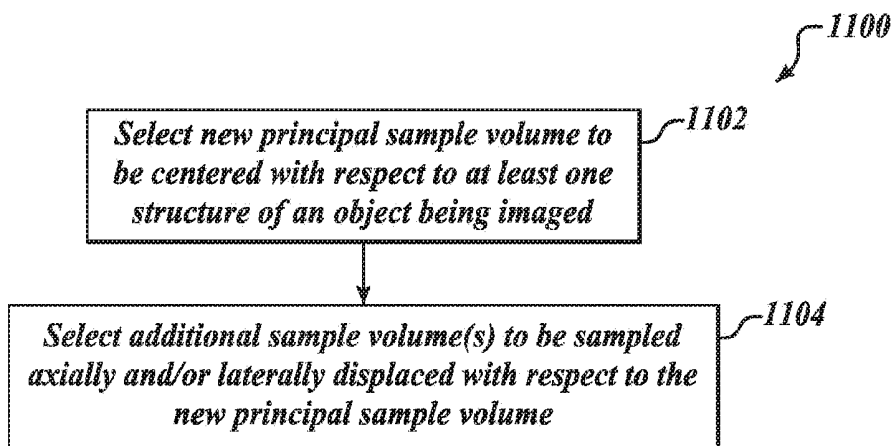 1100
1102
Select new principal sample volume to
be centered with respect to at least one
structure of an object being imaged
1104
Select additional sample volume(s) to be sampled
axially and/or laterally displaced with respect to the
new principal sample volume